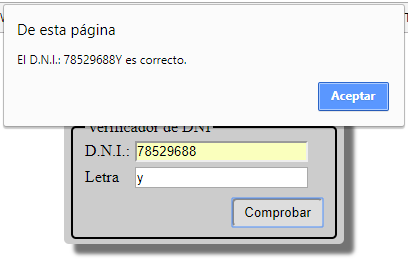 De esta página
El D.N.I.: 78529688Y es correcto.
Aceptar
Verificador de DNI
D.N.I.: 78529688
Letra y
Comprobar